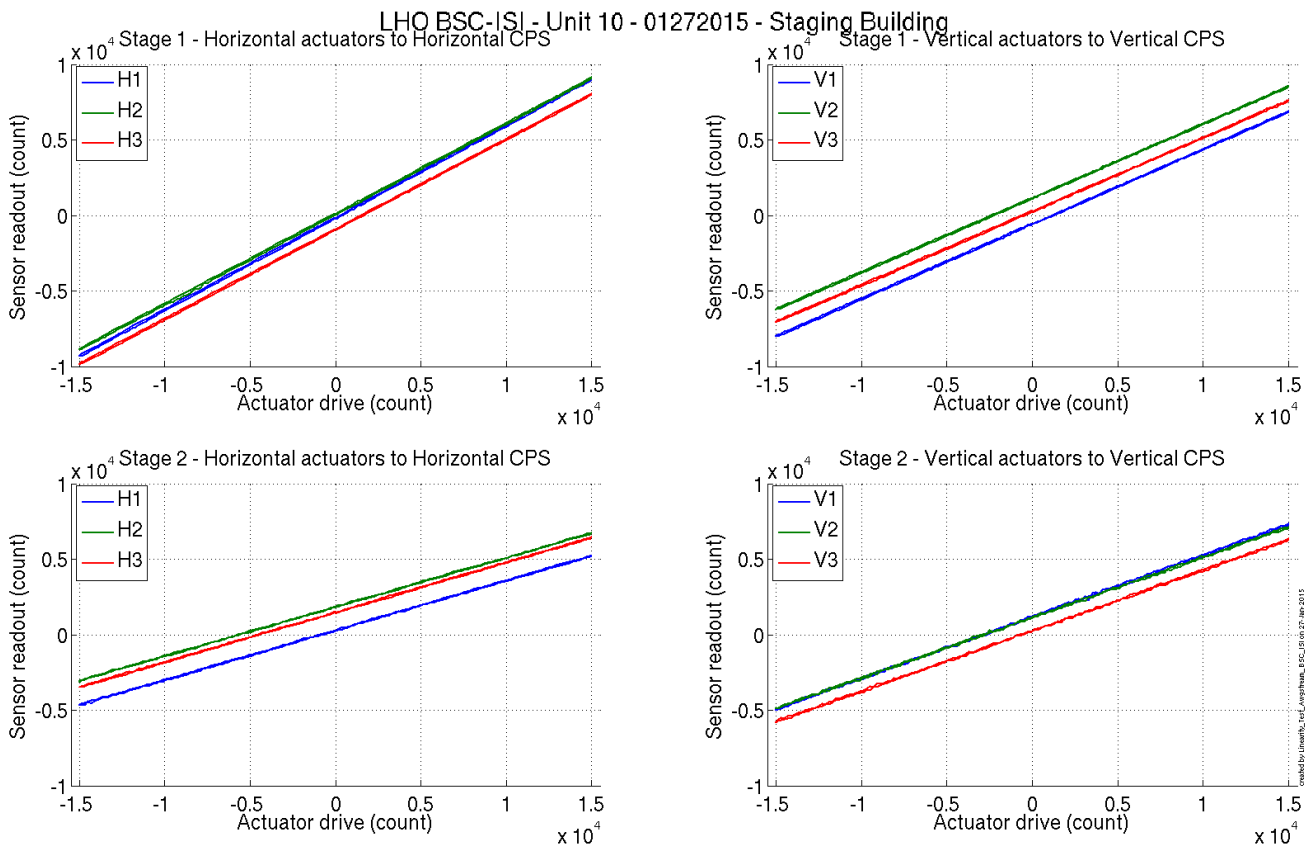 LHO BSC-ISI - Unit 10 - 01272015 - Staging Building
x 10^4 Stage 1 - Horizontal actuators to Horizontal CPS
H1
H2
H3
1
0.5
0
-0.5
-1
Sensor readout (count)
-1.5 -1 -0.5 0 0.5 1 1.5
Actuator drive (count)
x 10^4
x 10^4 Stage 1 - Vertical actuators to Vertical CPS
V1
V2
V3
1
0.5
0
-0.5
-1
Sensor readout (count)
-1.5 -1 -0.5 0 0.5 1 1.5
Actuator drive (count)
x 10^4
x 10^4 Stage 2 - Horizontal actuators to Horizontal CPS
H1
H2
H3
1
0.5
0
-0.5
-1
Sensor readout (count)
-1.5 -1 -0.5 0 0.5 1 1.5
Actuator drive (count)
x 10^4
x 10^4 Stage 2 - Vertical actuators to Vertical CPS
V1
V2
V3
1
0.5
0
-0.5
-1
Sensor readout (count)
-1.5 -1 -0.5 0 0.5 1 1.5
Actuator drive (count)
x 10^4
created by Linearity_Test_Awgstream_BSC_ISI on 27-Jan-2015